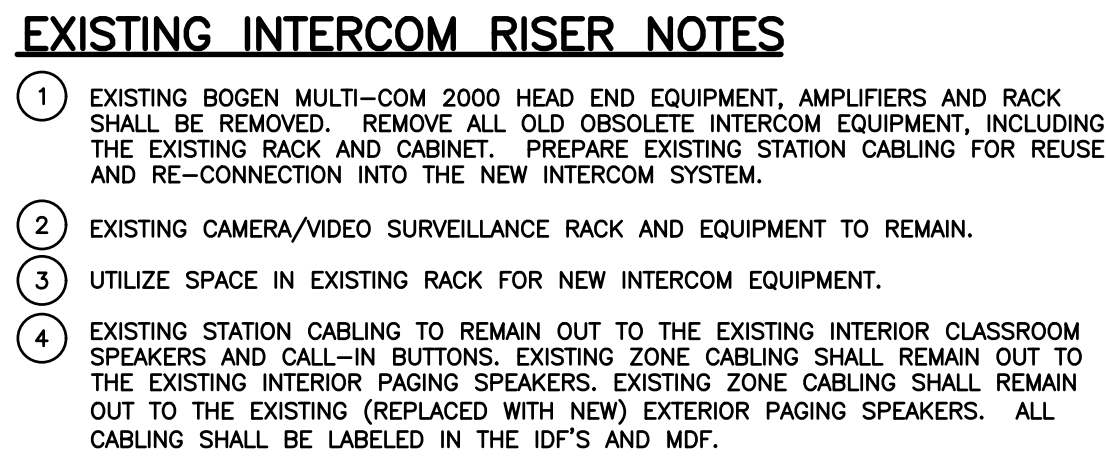 EXISTING INTERCOM RISER NOTES
1 EXISTING BOGEN MULTI-COM 2000 HEAD END EQUIPMENT, AMPLIFIERS AND RACK
SHALL BE REMOVED. REMOVE ALL OLD OBSOLETE INTERCOM EQUIPMENT, INCLUDING
THE EXISTING RACK AND CABINET. PREPARE EXISTING STATION CABLING FOR REUSE
AND RE-CONNECTION INTO THE NEW INTERCOM SYSTEM.
2 EXISTING CAMERA/VIDEO SURVEILLANCE RACK AND EQUIPMENT TO REMAIN.
3 UTILIZE SPACE IN EXISTING RACK FOR NEW INTERCOM EQUIPMENT.
4 EXISTING STATION CABLING TO REMAIN OUT TO THE EXISTING INTERIOR CLASSROOM
SPEAKERS AND CALL-IN BUTTONS. EXISTING ZONE CABLING SHALL REMAIN OUT TO
THE EXISTING INTERIOR PAGING SPEAKERS. EXISTING ZONE CABLING SHALL REMAIN
OUT TO THE EXISTING (REPLACED WITH NEW) EXTERIOR PAGING SPEAKERS. ALL
CABLING SHALL BE LABELED IN THE IDF'S AND MDF.